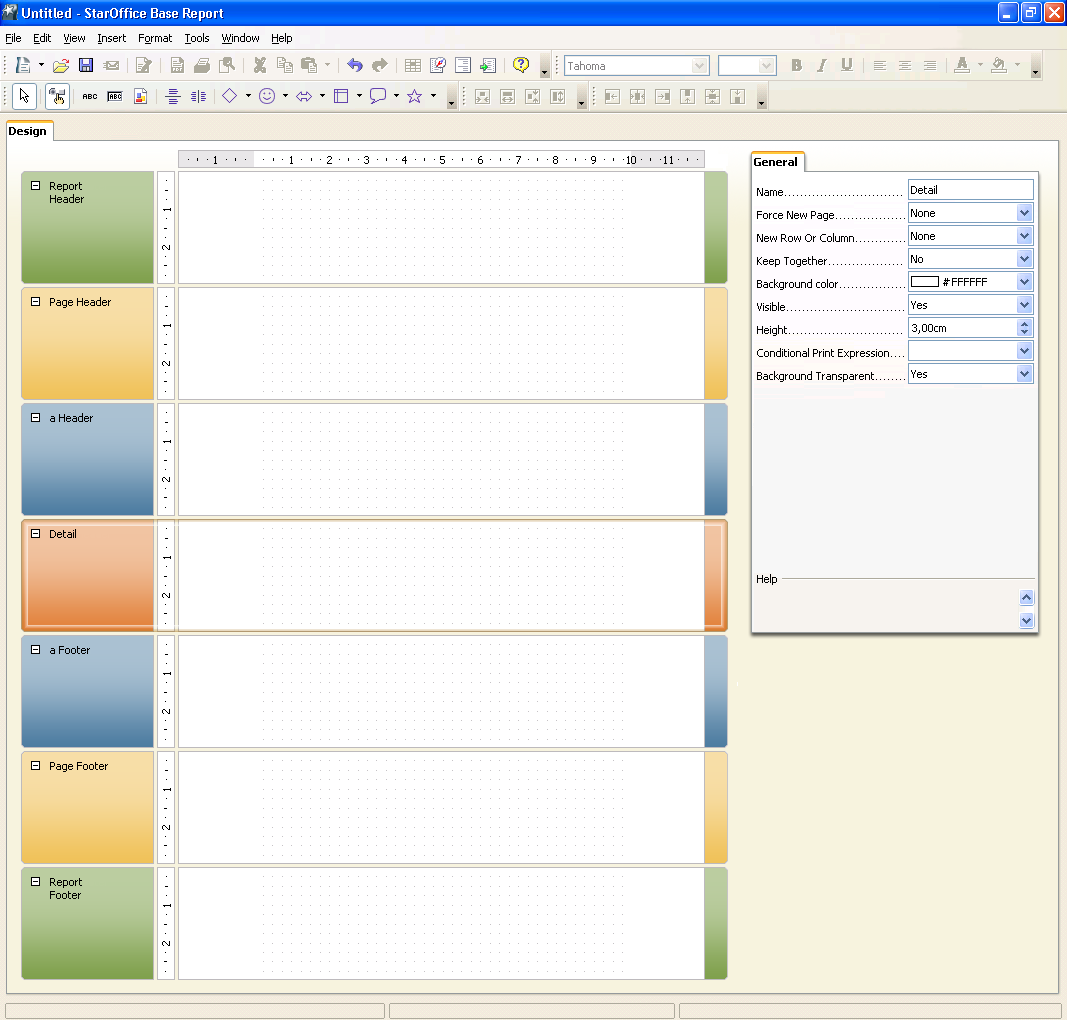 Untitled - StarOffice Base Report
File Edit View Insert Format Tools Window Help
Tahoma
B I U A
ABC ABC
Design
1 1 2 3 4 5 6 7 8 9 10 11
General
Report
Header
1
2
Name Detail
Force New Page None
New Row Or Column None
Keep Together No
Background color #FFFFFF
Visible Yes
Height 3,00cm
Conditional Print Expression
Background Transparent Yes
Help
Page Header
1
2
a Header
1
2
Detail
1
2
a Footer
1
2
Page Footer
1
2
Report
Footer
1
2